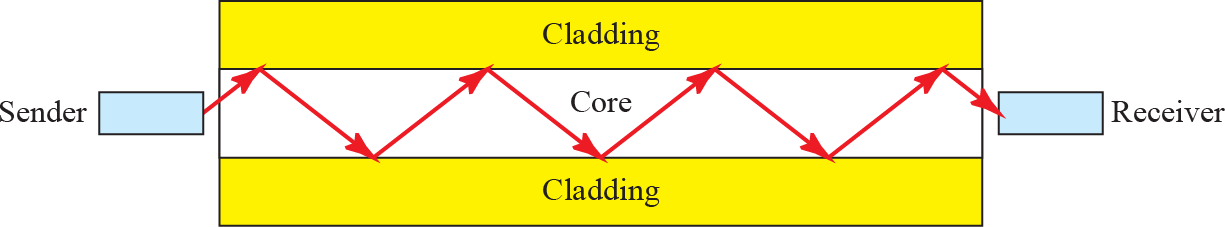 Cladding
Sender
Core
Receiver
Cladding